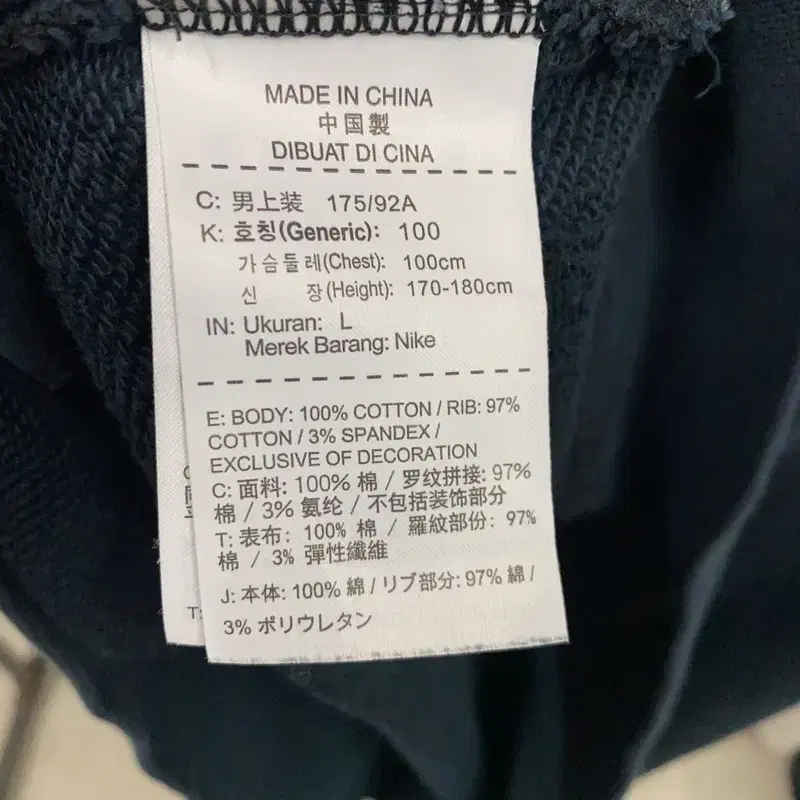 MADE IN CHINA
中国製
DIBUAT DI CINA
C: 男上装 175/92A
K: 호칭(Generic): 100
가슴둘레(Chest): 100cm
신 장(Height): 170-180cm
IN: Ukuran: L
Merek Barang: Nike
E: BODY: 100% COTTON / RIB: 97%
COTTON / 3% SPANDEX /
EXCLUSIVE OF DECORATION
C: 面料: 100% 棉 / 罗纹拼接: 97%
棉 / 3% 氨纶 / 不包括装饰部分
T: 表布: 100% 棉 / 羅紋部份: 97%
棉 / 3% 彈性纖維
J: 本体: 100% 綿 / リブ部分: 97% 綿 /
3% ポリウレタン
T: